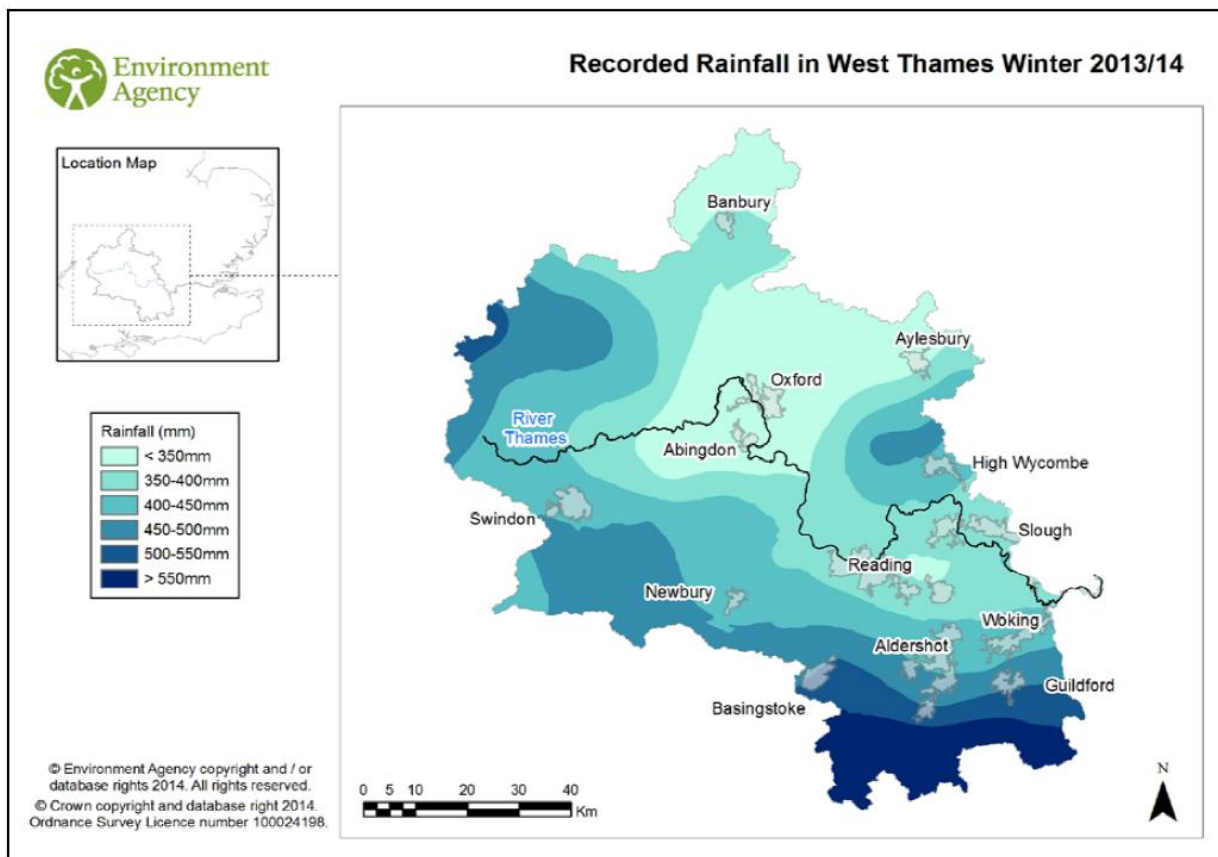 Environment
Agency
Recorded Rainfall in West Thames Winter 2013/14
Location Map
Rainfall (mm)
< 350mm
350-400mm
400-450mm
450-500mm
500-550mm
> 550mm
Banbury
Aylesbury
Oxford
River
Thames
Abingdon
High Wycombe
Swindon
Slough
Reading
Newbury
Woking
Aldershot
Guildford
Basingstoke
© Environment Agency copyright and / or
database rights 2014. All rights reserved.
© Crown copyright and database right 2014.
Ordnance Survey Licence number 100024198.
0 5 10 20 30 40
Km
N